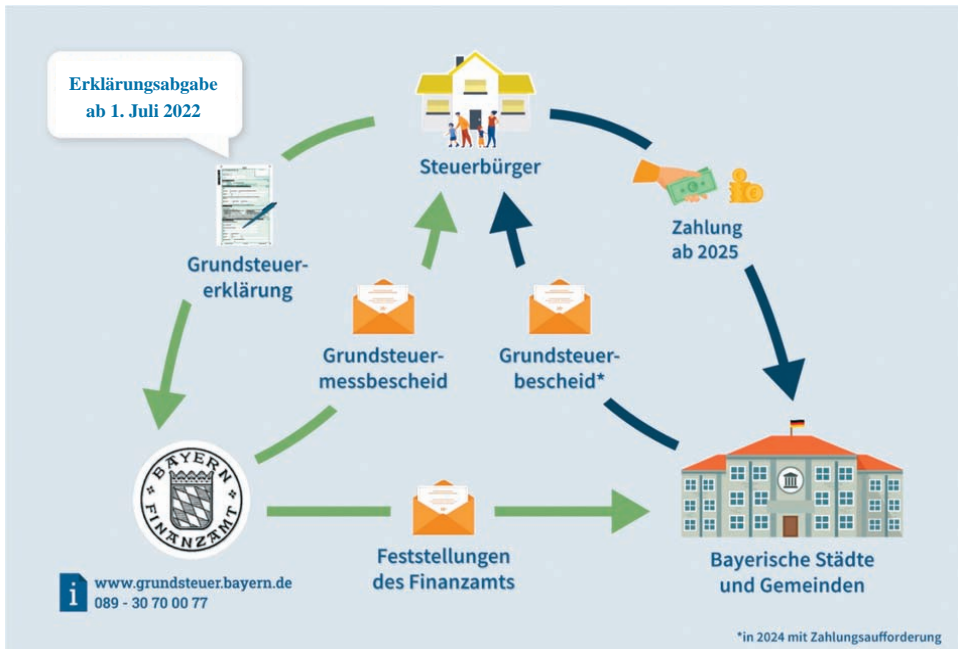 Erklärungsabgabe
ab 1. Juli 2022
Steuerbürger
Zahlung
ab 2025
Grundsteuer-
erklärung
Grundsteuer-
messbescheid
Grundsteuer-
bescheid*
BAYERN
FINANZAMT
Feststellungen
des Finanzamts
Bayerische Städte
und Gemeinden
i www.grundsteuer.bayern.de
089 - 30 70 00 77
*in 2024 mit Zahlungsaufforderung